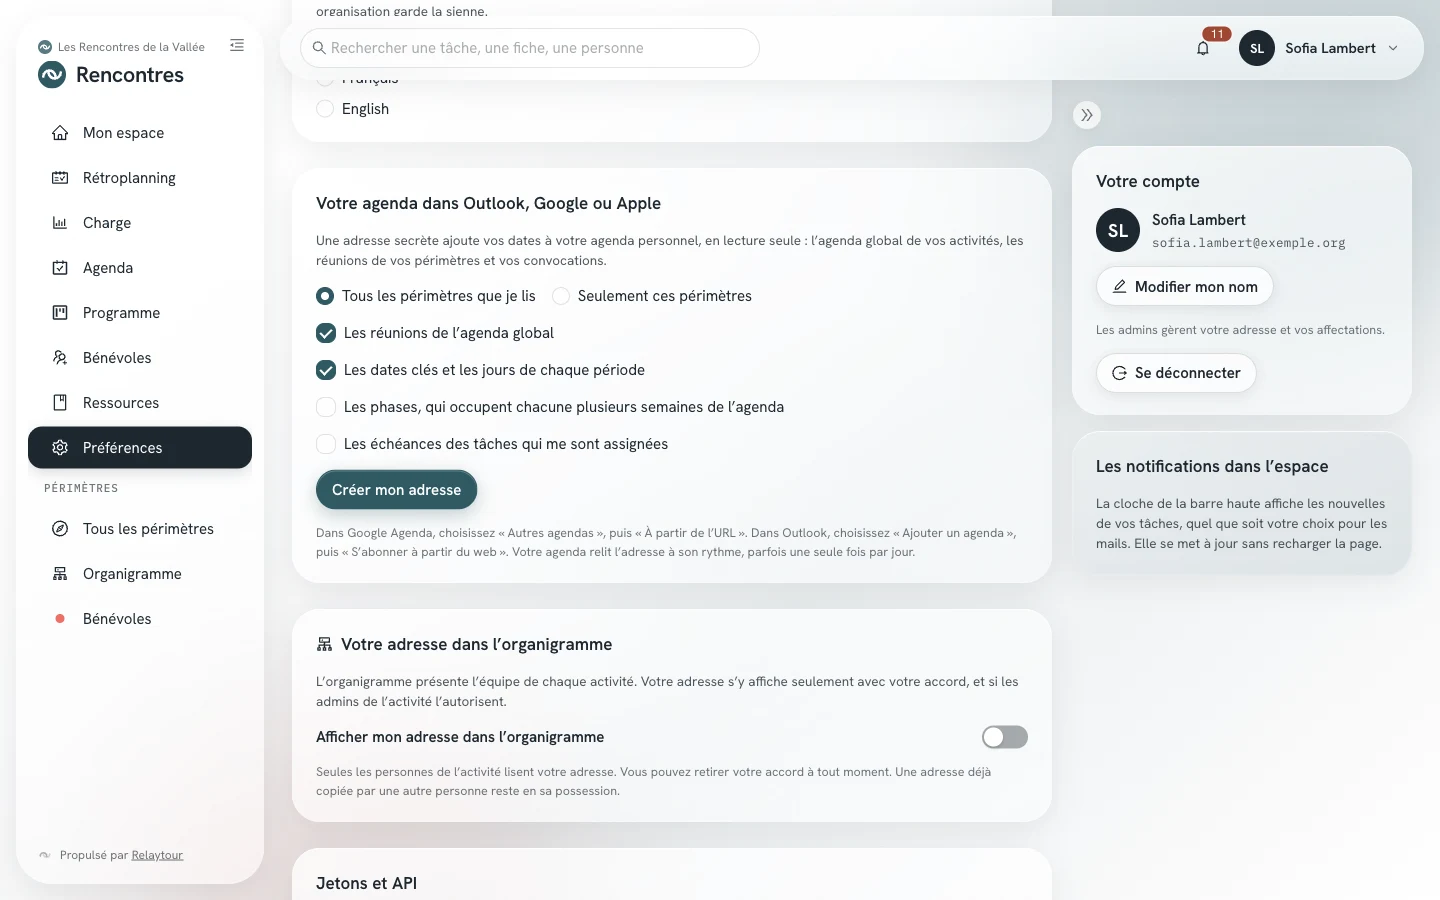 Les Rencontres de la Vallée
Rencontres
Mon espace
Rétroplanning
Charge
Agenda
Programme
Bénévoles
Ressources
Préférences
PÉRIMÈTRES
Tous les périmètres
Organigramme
Bénévoles
Propulsé par Relaytour
organisation garde la sienne.
Rechercher une tâche, une fiche, une personne
11
SL
Sofia Lambert
Français
English
Votre agenda dans Outlook, Google ou Apple
Une adresse secrète ajoute vos dates à votre agenda personnel, en lecture seule : l’agenda global de vos activités, les
réunions de vos périmètres et vos convocations.
Tous les périmètres que je lis
Seulement ces périmètres
Les réunions de l’agenda global
Les dates clés et les jours de chaque période
Les phases, qui occupent chacune plusieurs semaines de l’agenda
Les échéances des tâches qui me sont assignées
Créer mon adresse
Dans Google Agenda, choisissez « Autres agendas », puis « À partir de l’URL ». Dans Outlook, choisissez « Ajouter un agenda »,
puis « S’abonner à partir du web ». Votre agenda relit l’adresse à son rythme, parfois une seule fois par jour.
Votre adresse dans l’organigramme
L’organigramme présente l’équipe de chaque activité. Votre adresse s’y affiche seulement avec votre accord, et si les
admins de l’activité l’autorisent.
Afficher mon adresse dans l’organigramme
Seules les personnes de l’activité lisent votre adresse. Vous pouvez retirer votre accord à tout moment. Une adresse déjà
copiée par une autre personne reste en sa possession.
Jetons et API
Votre compte
SL
Sofia Lambert
sofia.lambert@exemple.org
Modifier mon nom
Les admins gèrent votre adresse et vos affectations.
Se déconnecter
Les notifications dans l’espace
La cloche de la barre haute affiche les nouvelles
de vos tâches, quel que soit votre choix pour les
mails. Elle se met à jour sans recharger la page.